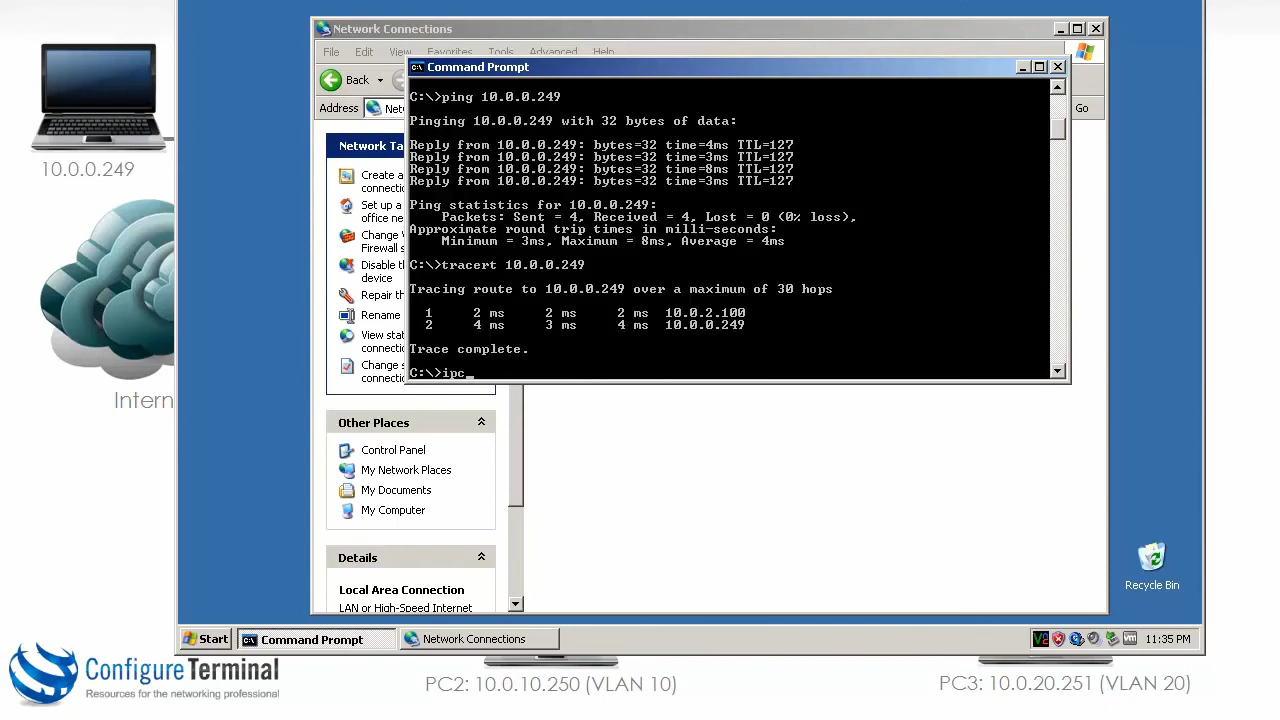 Network Connections
File Edit View Favorites Tools Advanced Help
Back
Address
Net
Go
Command Prompt
C:\>ping 10.0.0.249
Pinging 10.0.0.249 with 32 bytes of data:
Reply from 10.0.0.249: bytes=32 time=4ms TTL=127
Reply from 10.0.0.249: bytes=32 time=3ms TTL=127
Reply from 10.0.0.249: bytes=32 time=8ms TTL=127
Reply from 10.0.0.249: bytes=32 time=3ms TTL=127
Ping statistics for 10.0.0.249:
Packets: Sent = 4, Received = 4, Lost = 0 (0% loss),
Approximate round trip times in milli-seconds:
Minimum = 3ms, Maximum = 8ms, Average = 4ms
C:\>tracert 10.0.0.249
Tracing route to 10.0.0.249 over a maximum of 30 hops
1 2 ms 2 ms 2 ms 10.0.2.100
2 4 ms 3 ms 4 ms 10.0.0.249
Trace complete.
C:\>ipc_
10.0.0.249
Intern
Network Ta
Create a
connectio
Set up a
office ne
Change
Firewall s
Disable th
device
Repair th
Rename
View stat
connectio
Change s
connectio
Other Places
Control Panel
My Network Places
My Documents
My Computer
Details
Local Area Connection
LAN or High-Speed Internet
Recycle Bin
Start
Command Prompt
Network Connections
V2
vm
11:35 PM
ConfigureTerminal
Resources for the networking professional
PC2: 10.0.10.250 (VLAN 10)
PC3: 10.0.20.251 (VLAN 20)